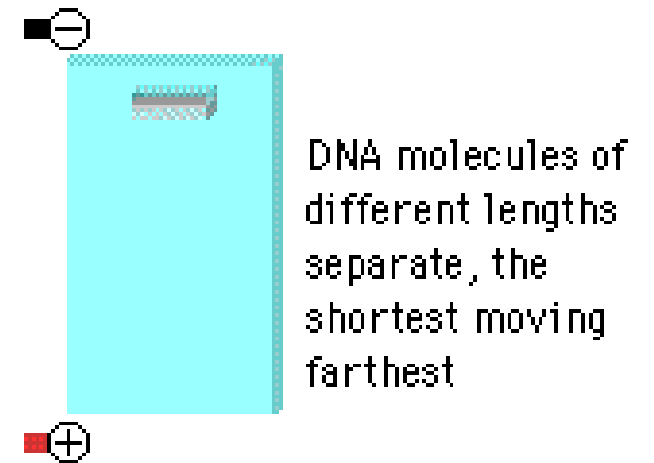 −
DNA molecules of
different lengths
separate, the
shortest moving
farthest
+